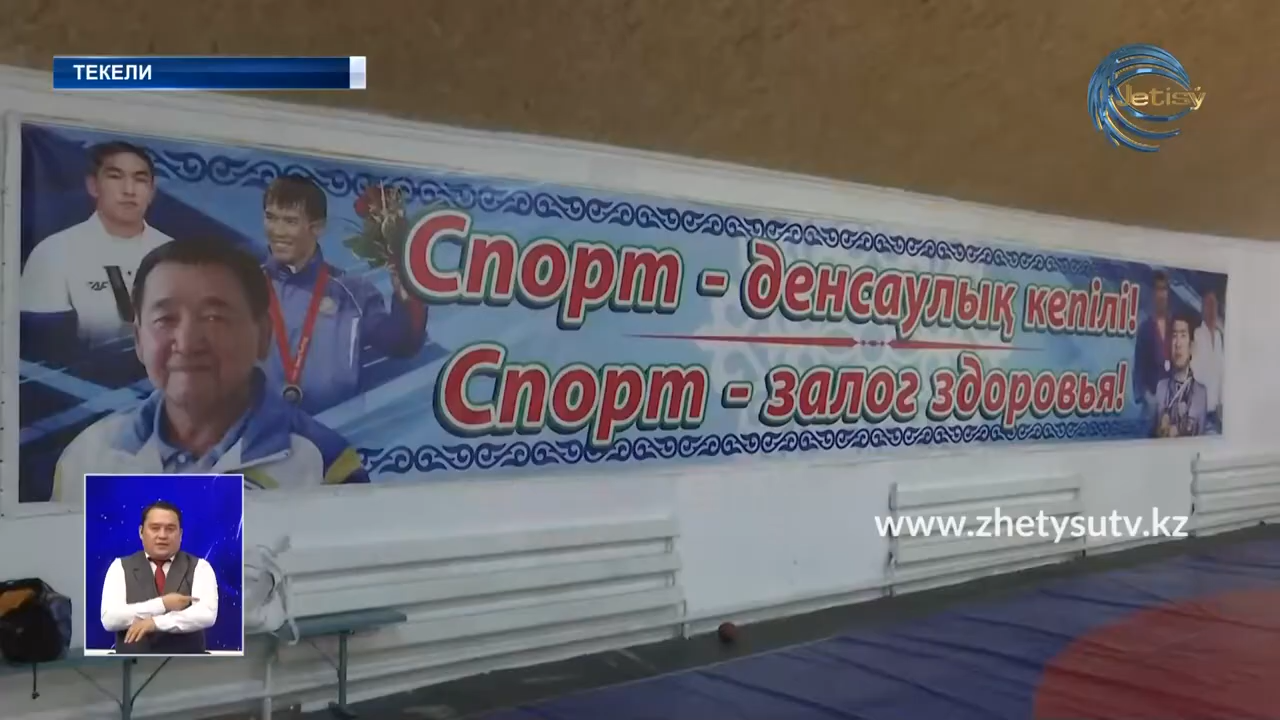 ТЕКЕЛИ
Jetisý
Спорт - денсаулық кепілі!
Спорт - залог здоровья!
www.zhetysutv.kz